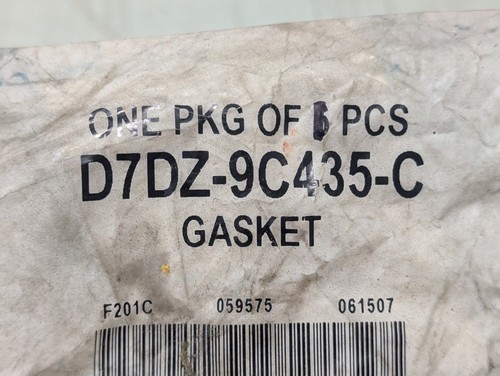 ONE PKG OF PCS
D7DZ-9C435-C
GASKET
F201C 059575 061507